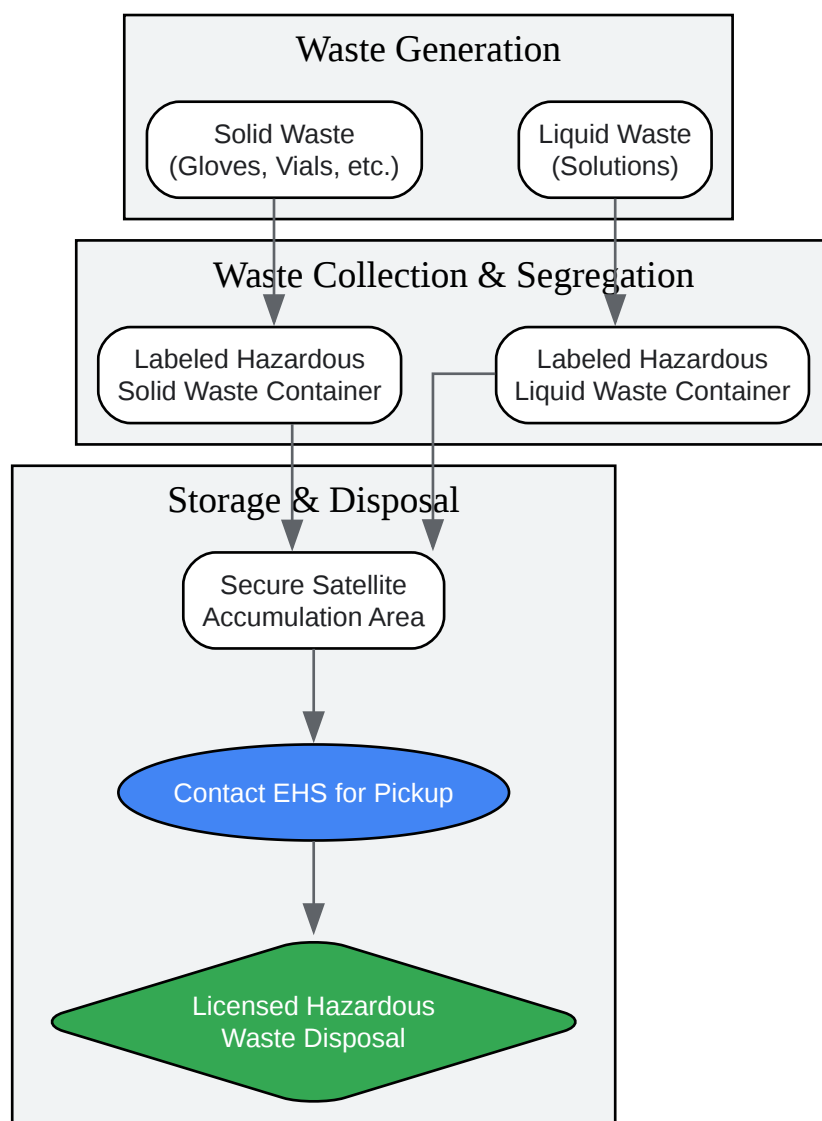 Waste Generation
Solid Waste
(Gloves, Vials, etc.)
Liquid Waste
(Solutions)
Waste Collection & Segregation
Labeled Hazardous
Solid Waste Container
Labeled Hazardous
Liquid Waste Container
Storage & Disposal
Secure Satellite
Accumulation Area
Contact EHS for Pickup
Licensed Hazardous
Waste Disposal